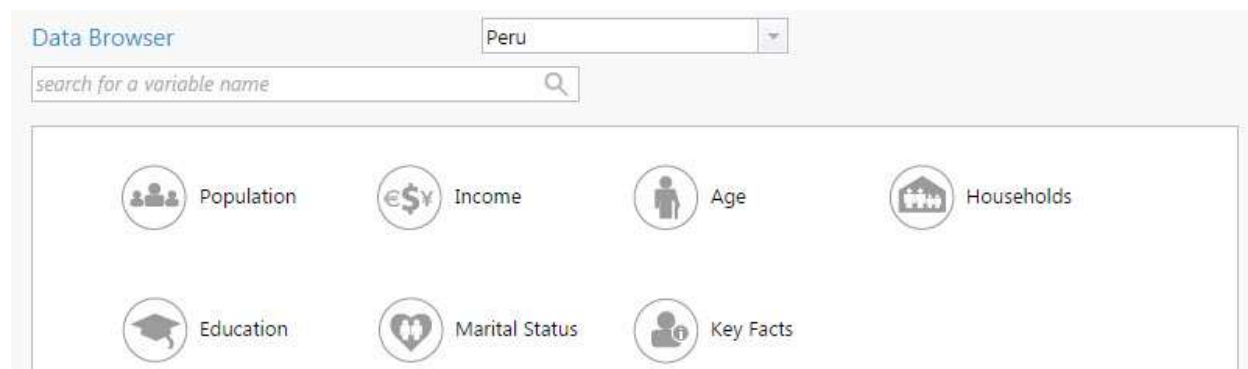 Data Browser Peru
search for a variable name
Population €$¥ Income Age Households
Education Marital Status Key Facts